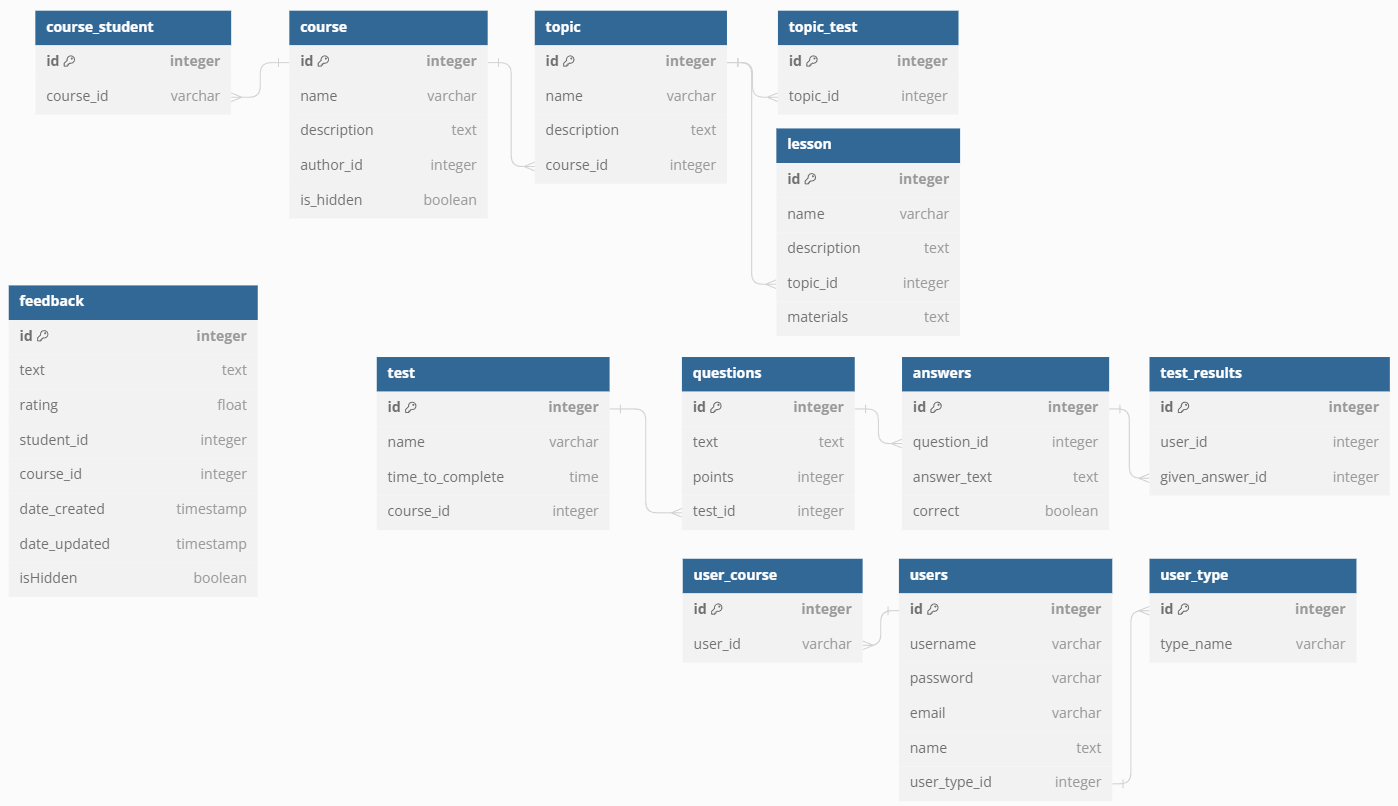 course_student
id integer
course_id varchar
course
id integer
name varchar
description text
author_id integer
is_hidden boolean
topic
id integer
name varchar
description text
course_id integer
topic_test
id integer
topic_id integer
lesson
id integer
name varchar
description text
topic_id integer
materials text
feedback
id integer
text text
rating float
student_id integer
course_id integer
date_created timestamp
date_updated timestamp
isHidden boolean
test
id integer
name varchar
time_to_complete time
course_id integer
questions
id integer
text text
points integer
test_id integer
answers
id integer
question_id integer
answer_text text
correct boolean
test_results
id integer
user_id integer
given_answer_id integer
user_course
id integer
user_id varchar
users
id integer
username varchar
password varchar
email varchar
name text
user_type_id integer
user_type
id integer
type_name varchar